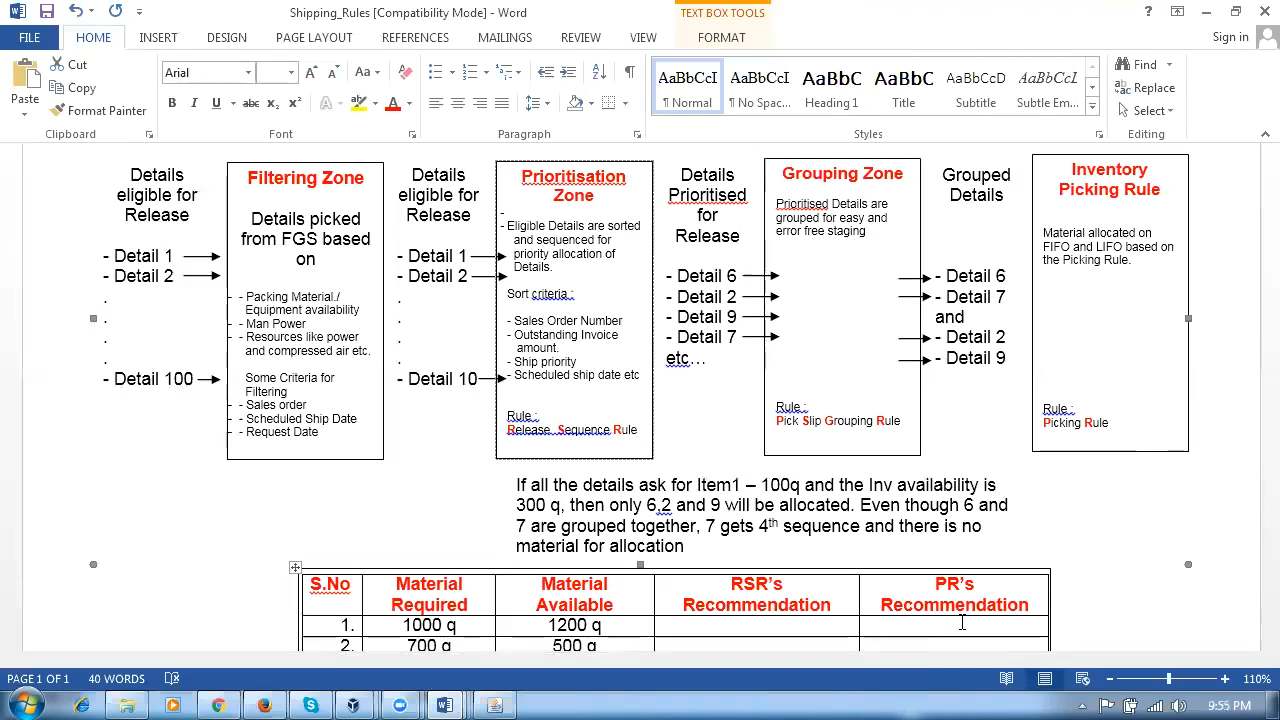 Shipping_Rules [Compatibility Mode] - Word
TEXT BOX TOOLS
Sign in
FILE
HOME
INSERT
DESIGN
PAGE LAYOUT
REFERENCES
MAILINGS
REVIEW
VIEW
FORMAT
Paste
Cut
Copy
Format Painter
Clipboard
Arial
Font
Paragraph
AaBbCcI
¶ Normal
AaBbCcI
¶ No Spac...
AaBbC
Heading 1
AaBbC
Title
AaBbCcD
Subtitle
AaBbCcI
Subtle Em...
Styles
Find
Replace
Select
Editing
Details
eligible for
Release
- Detail 1
- Detail 2
.
.
.
.
- Detail 100
Filtering Zone
Details picked
from FGS based
on
- Packing Material./
Equipment availability
- Man Power
- Resources like power
and compressed air etc.
Some Criteria for
Filtering
- Sales order
- Scheduled Ship Date
- Request Date
Details
eligible for
Release
- Detail 1
- Detail 2
.
.
.
.
- Detail 10
Prioritisation
Zone
-
- Eligible Details are sorted
and sequenced for
priority allocation of
Details.
Sort criteria :
- Sales Order Number
- Outstanding Invoice
amount.
- Ship priority
- Scheduled ship date etc
Rule :
Release Sequence Rule
Details
Prioritised
for
Release
- Detail 6
- Detail 2
- Detail 9
- Detail 7
etc…
Grouping Zone
Prioritised Details are
grouped for easy and
error free staging
Rule :
Pick Slip Grouping Rule
Grouped
Details
- Detail 6
- Detail 7
and
- Detail 2
- Detail 9
Inventory
Picking Rule
Material allocated on
FIFO and LIFO based on
the Picking Rule.
Rule :
Picking Rule
If all the details ask for Item1 – 100q and the Inv availability is
300 q, then only 6,2 and 9 will be allocated. Even though 6 and
7 are grouped together, 7 gets 4th sequence and there is no
material for allocation
S.No
Material
Required
Material
Available
RSR's
Recommendation
PR's
Recommendation
1.
1000 q
1200 q
2.
700 q
500 q
PAGE 1 OF 1
40 WORDS
110%
9:55 PM